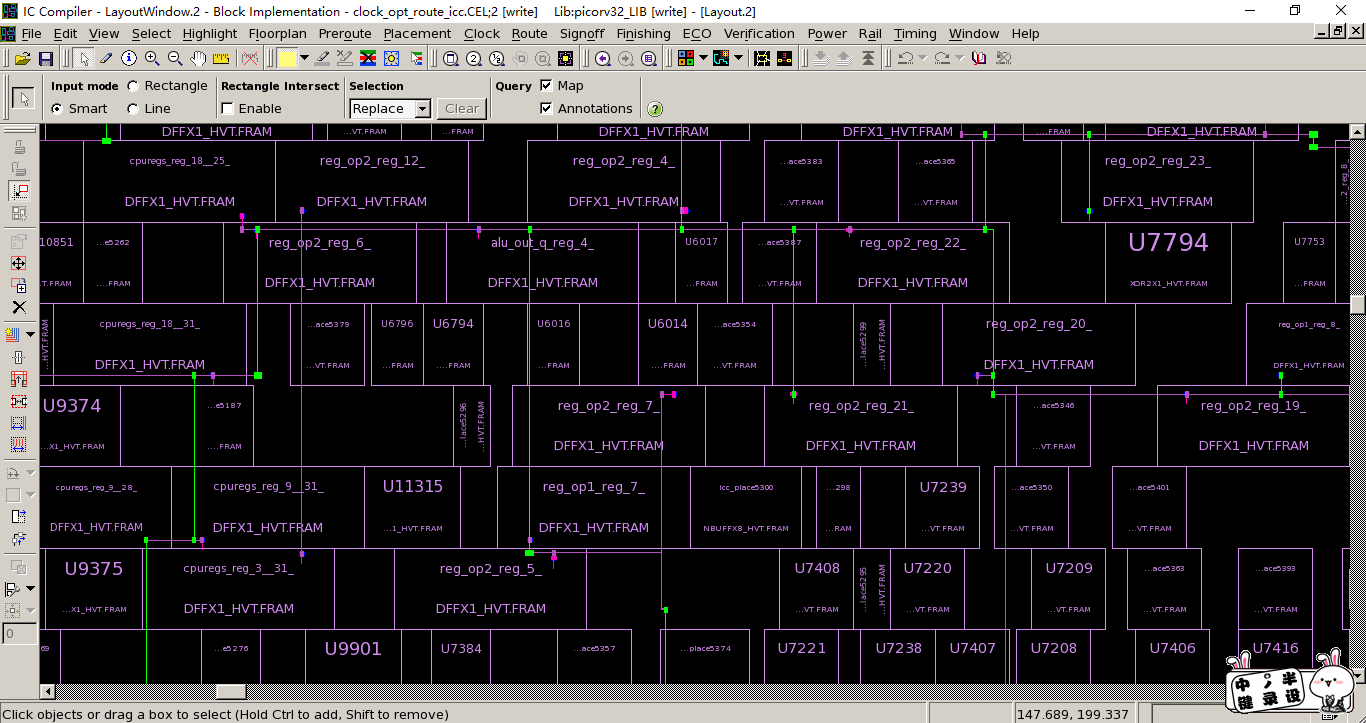 IC Compiler - LayoutWindow.2 - Block Implementation - clock_opt_route_icc.CEL;2 [write]    Lib:picorv32_LIB [write] - [Layout.2]
File Edit View Select Highlight Floorplan Preroute Placement Clock Route Signoff Finishing ECO Verification Power Rail Timing Window Help
Input mode Rectangle Rectangle Intersect Selection Query Map
Smart Line Enable Replace Clear Annotations
DFFX1_HVT.FRAM ...VT.FRAM ...FRAM DFFX1_HVT.FRAM DFFX1_HVT.FRAM ...FRAM DFFX1_HVT.FRAM
cpuregs_reg_18__25_ reg_op2_reg_12_ reg_op2_reg_4_ ...ace5383 ...ace5365 reg_op2_reg_23_
DFFX1_HVT.FRAM DFFX1_HVT.FRAM DFFX1_HVT.FRAM ...VT.FRAM ...VT.FRAM DFFX1_HVT.FRAM
10851 ...e5262 reg_op2_reg_6_ alu_out_q_reg_4_ U6017 ...ace5387 reg_op2_reg_22_ U7794 U7753
...T.FRAM ....FRAM DFFX1_HVT.FRAM DFFX1_HVT.FRAM ...FRAM ...VT.FRAM DFFX1_HVT.FRAM XOR2X1_HVT.FRAM ...FRAM
...HVT.FRAM cpuregs_reg_18__31_ ...ace5379 U6796 U6794 U6016 U6014 ...ace5354 ...lace5299 ...HVT.FRAM reg_op2_reg_20_ reg_op1_reg_8_
DFFX1_HVT.FRAM ...VT.FRAM ...FRAM ....FRAM ...FRAM ....FRAM ...VT.FRAM DFFX1_HVT.FRAM DFFX1_HVT.FRAM
U9374 ...e5187 ...lace5296 ...HVT.FRAM reg_op2_reg_7_ reg_op2_reg_21_ ...ace5346 reg_op2_reg_19_
...X1_HVT.FRAM ....FRAM DFFX1_HVT.FRAM DFFX1_HVT.FRAM ...VT.FRAM DFFX1_HVT.FRAM
cpuregs_reg_9__28_ cpuregs_reg_9__31_ U11315 reg_op1_reg_7_ icc_place5300 ...298 U7239 ...ace5350 ...ace5401
DFFX1_HVT.FRAM DFFX1_HVT.FRAM ...1_HVT.FRAM DFFX1_HVT.FRAM NBUFFX8_HVT.FRAM ...RAM ...VT.FRAM ...VT.FRAM ...VT.FRAM
U9375 cpuregs_reg_3__31_ reg_op2_reg_5_ U7408 ...lace5295 ...HVT.FRAM U7220 U7209 ...ace5363 ...ace5393
...X1_HVT.FRAM DFFX1_HVT.FRAM DFFX1_HVT.FRAM ...VT.FRAM ...VT.FRAM ...VT.FRAM ...VT.FRAM ...VT.FRAM
69 ...e5276 U9901 U7384 ...ace5357 ...place5374 U7221 U7238 U7407 U7208 U7406 U7416
0
中 半
键 录 设
Click objects or drag a box to select (Hold Ctrl to add, Shift to remove) 147.689, 199.337